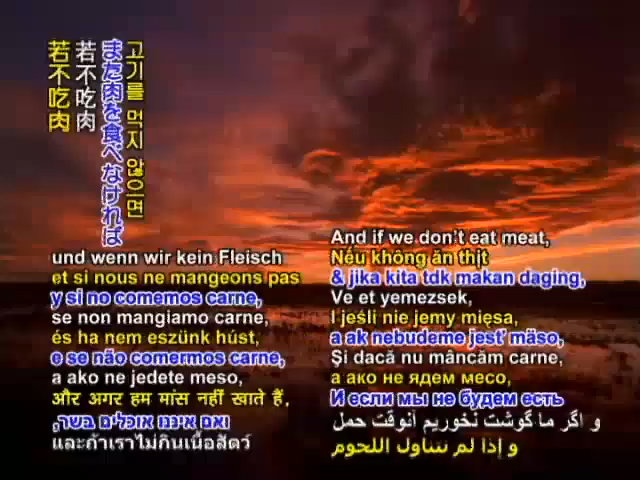 若不吃肉
若不吃肉
また肉を食べなければ
고기를 먹지 않으면
und wenn wir kein Fleisch
et si nous ne mangeons pas
y si no comemos carne,
se non mangiamo carne,
és ha nem eszünk húst,
e se não comermos carne,
a ako ne jedete meso,
और अगर हम मांस नहीं खाते हैं,
ואם איננו אוכלים בשר,
และถ้าเราไม่กินเนื้อสัตว์
And if we don't eat meat,
Nếu không ăn thịt
& jika kita tdk makan daging,
Ve et yemezsek,
I jeśli nie jemy mięsa,
a ak nebudeme jesť mäso,
Şi dacă nu mâncăm carne,
а ако не ядем месо,
И если мы не будем есть
و اگر ما گوشت نخوریم آنوقت حمل
و إذا لم نتناول اللحوم